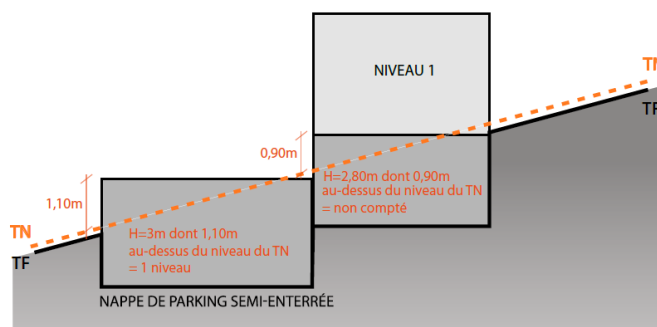 NIVEAU 1
TN
TF
0,90m
H=2,80m dont 0,90m
au-dessus du niveau du TN
= non compté
1,10m
TN
TF
H=3m dont 1,10m
au-dessus du niveau du TN
= 1 niveau
NAPPE DE PARKING SEMI-ENTERRÉE